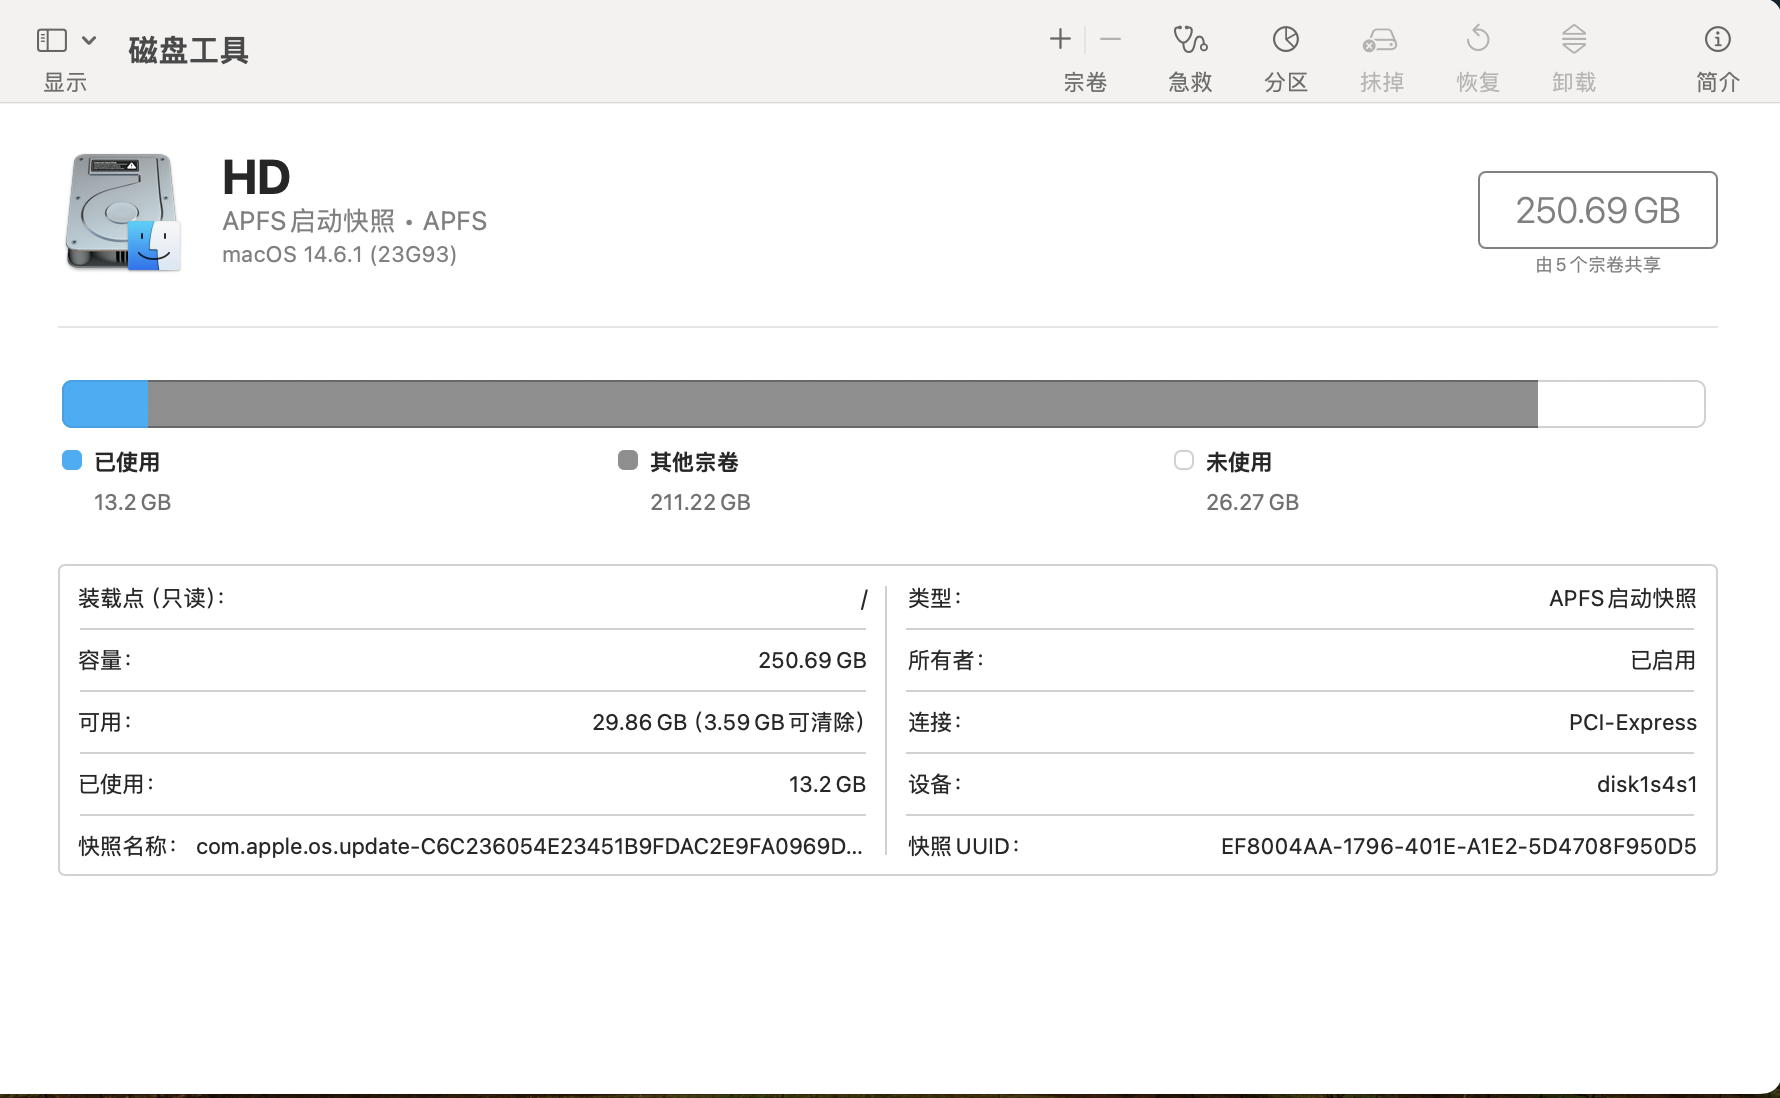 磁盘工具
显示
宗卷
急救
分区
抹掉
恢复
卸载
简介
HD
APFS启动快照 • APFS
macOS 14.6.1 (23G93)
250.69 GB
由5个宗卷共享
已使用
13.2 GB
其他宗卷
211.22 GB
未使用
26.27 GB
装载点（只读）： /
容量： 250.69 GB
可用： 29.86 GB（3.59 GB可清除）
已使用： 13.2 GB
快照名称： com.apple.os.update-C6C236054E23451B9FDAC2E9FA0969D...
类型： APFS启动快照
所有者： 已启用
连接： PCI-Express
设备： disk1s4s1
快照UUID： EF8004AA-1796-401E-A1E2-5D4708F950D5